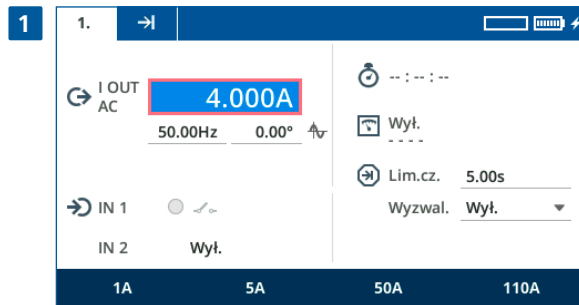 1
1.
I OUT
AC
4.000A
50.00Hz 0.00°
IN 1
IN 2 Wył.
-- : -- : --
Wył.
- - - -
Lim.cz. 5.00s
Wyzwal. Wył.
1A 5A 50A 110A